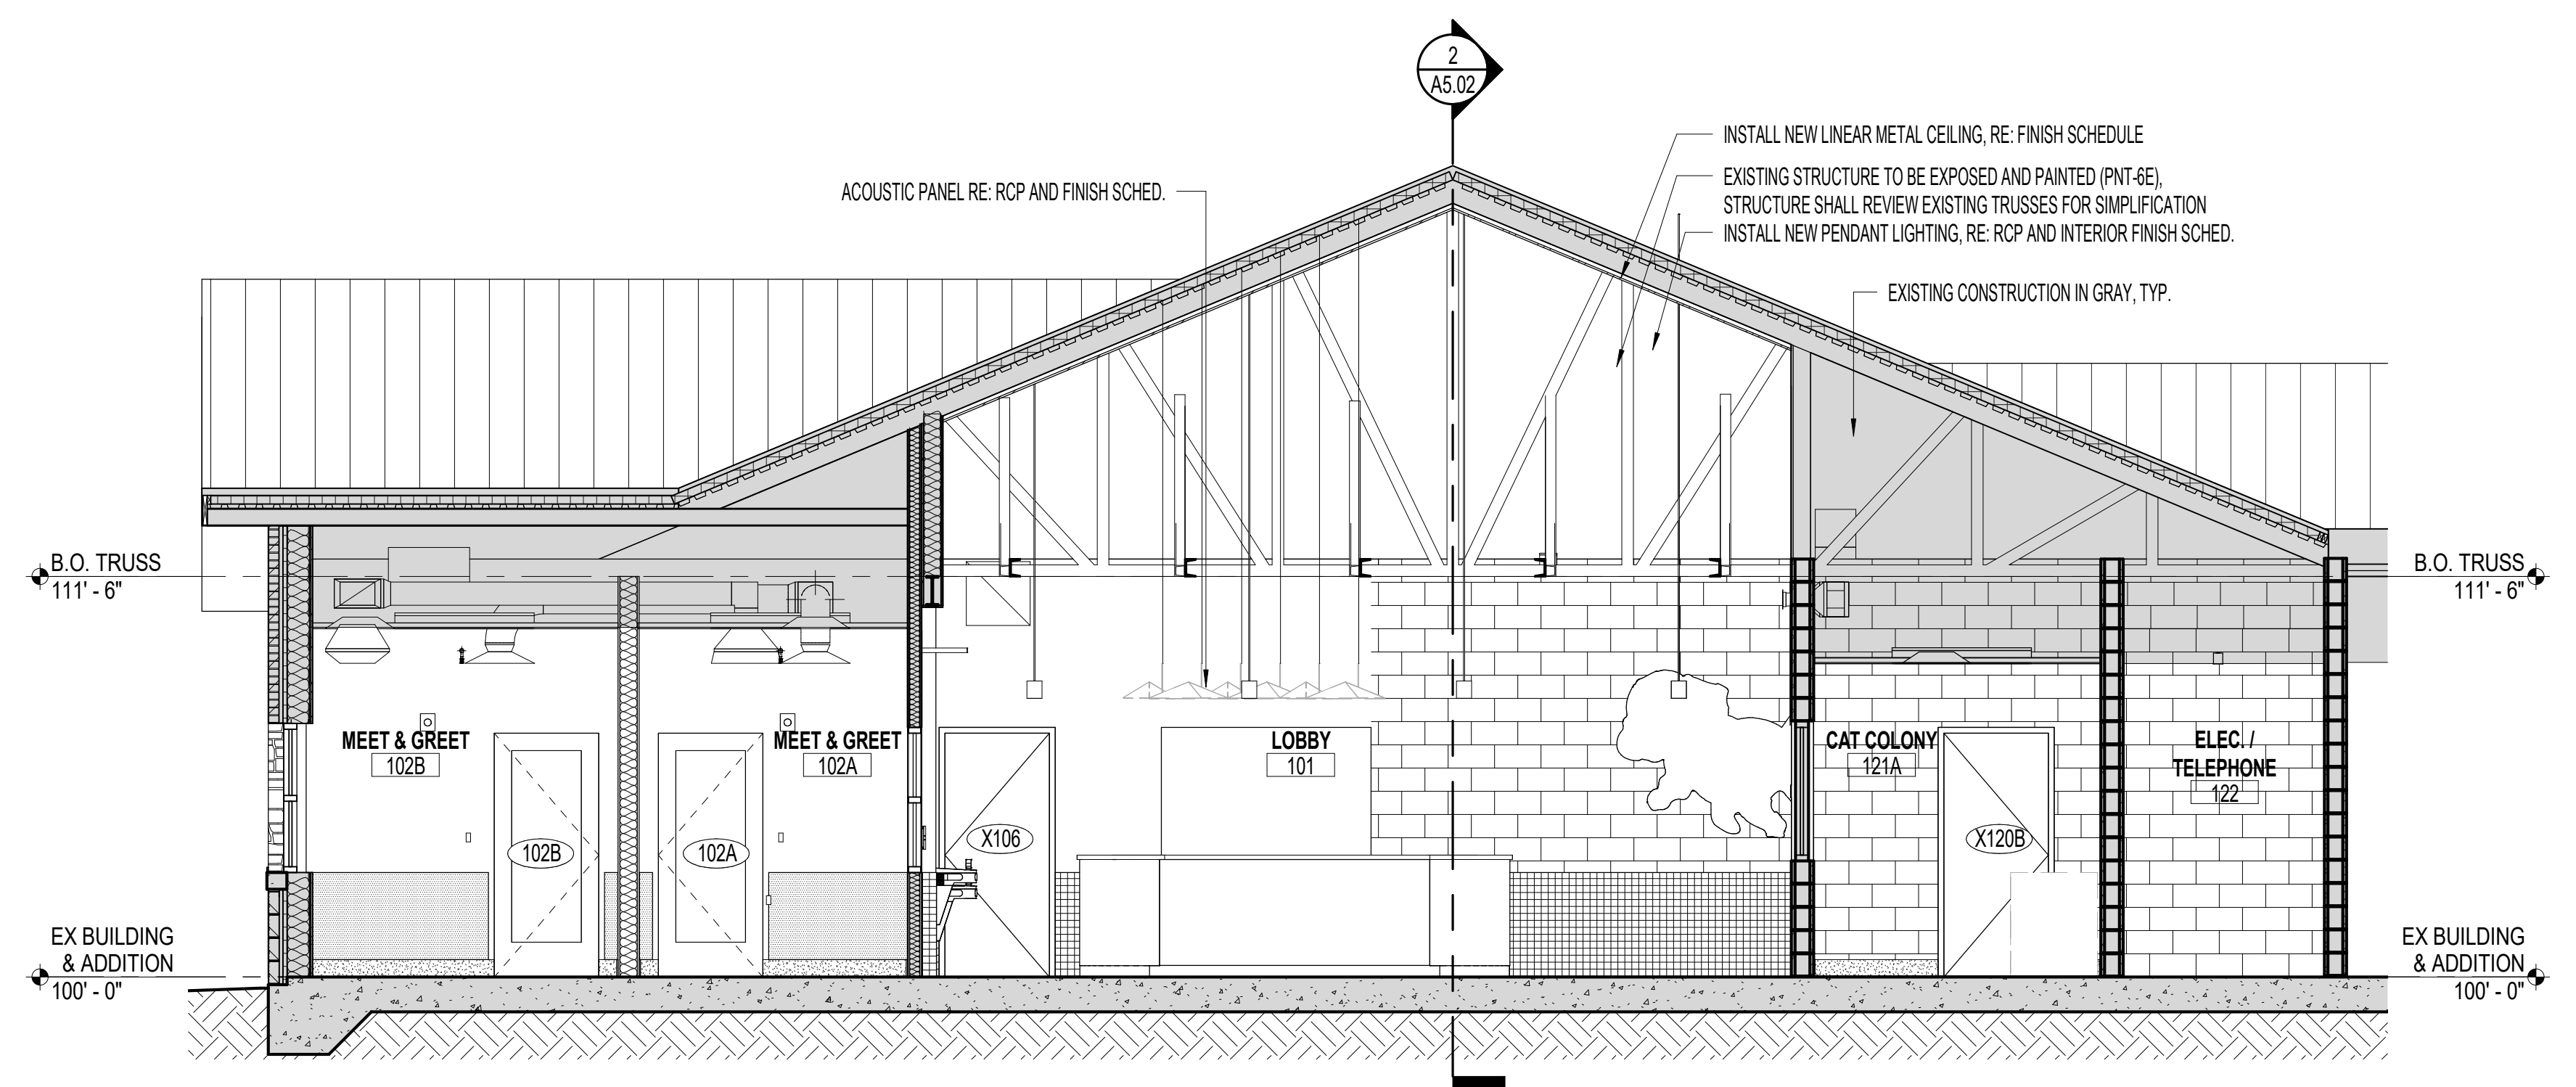 2
A5.02
INSTALL NEW LINEAR METAL CEILING, RE: FINISH SCHEDULE
ACOUSTIC PANEL RE: RCP AND FINISH SCHED.
EXISTING STRUCTURE TO BE EXPOSED AND PAINTED (PNT-6E),
STRUCTURE SHALL REVIEW EXISTING TRUSSES FOR SIMPLIFICATION
INSTALL NEW PENDANT LIGHTING, RE: RCP AND INTERIOR FINISH SCHED.
EXISTING CONSTRUCTION IN GRAY, TYP.
B.O. TRUSS
111' - 6"
B.O. TRUSS
111' - 6"
MEET & GREET
102B
MEET & GREET
102A
LOBBY
101
CAT COLONY
121A
ELEC. /
TELEPHONE
122
102B
102A
X106
X120B
EX BUILDING
& ADDITION
100' - 0"
EX BUILDING
& ADDITION
100' - 0"